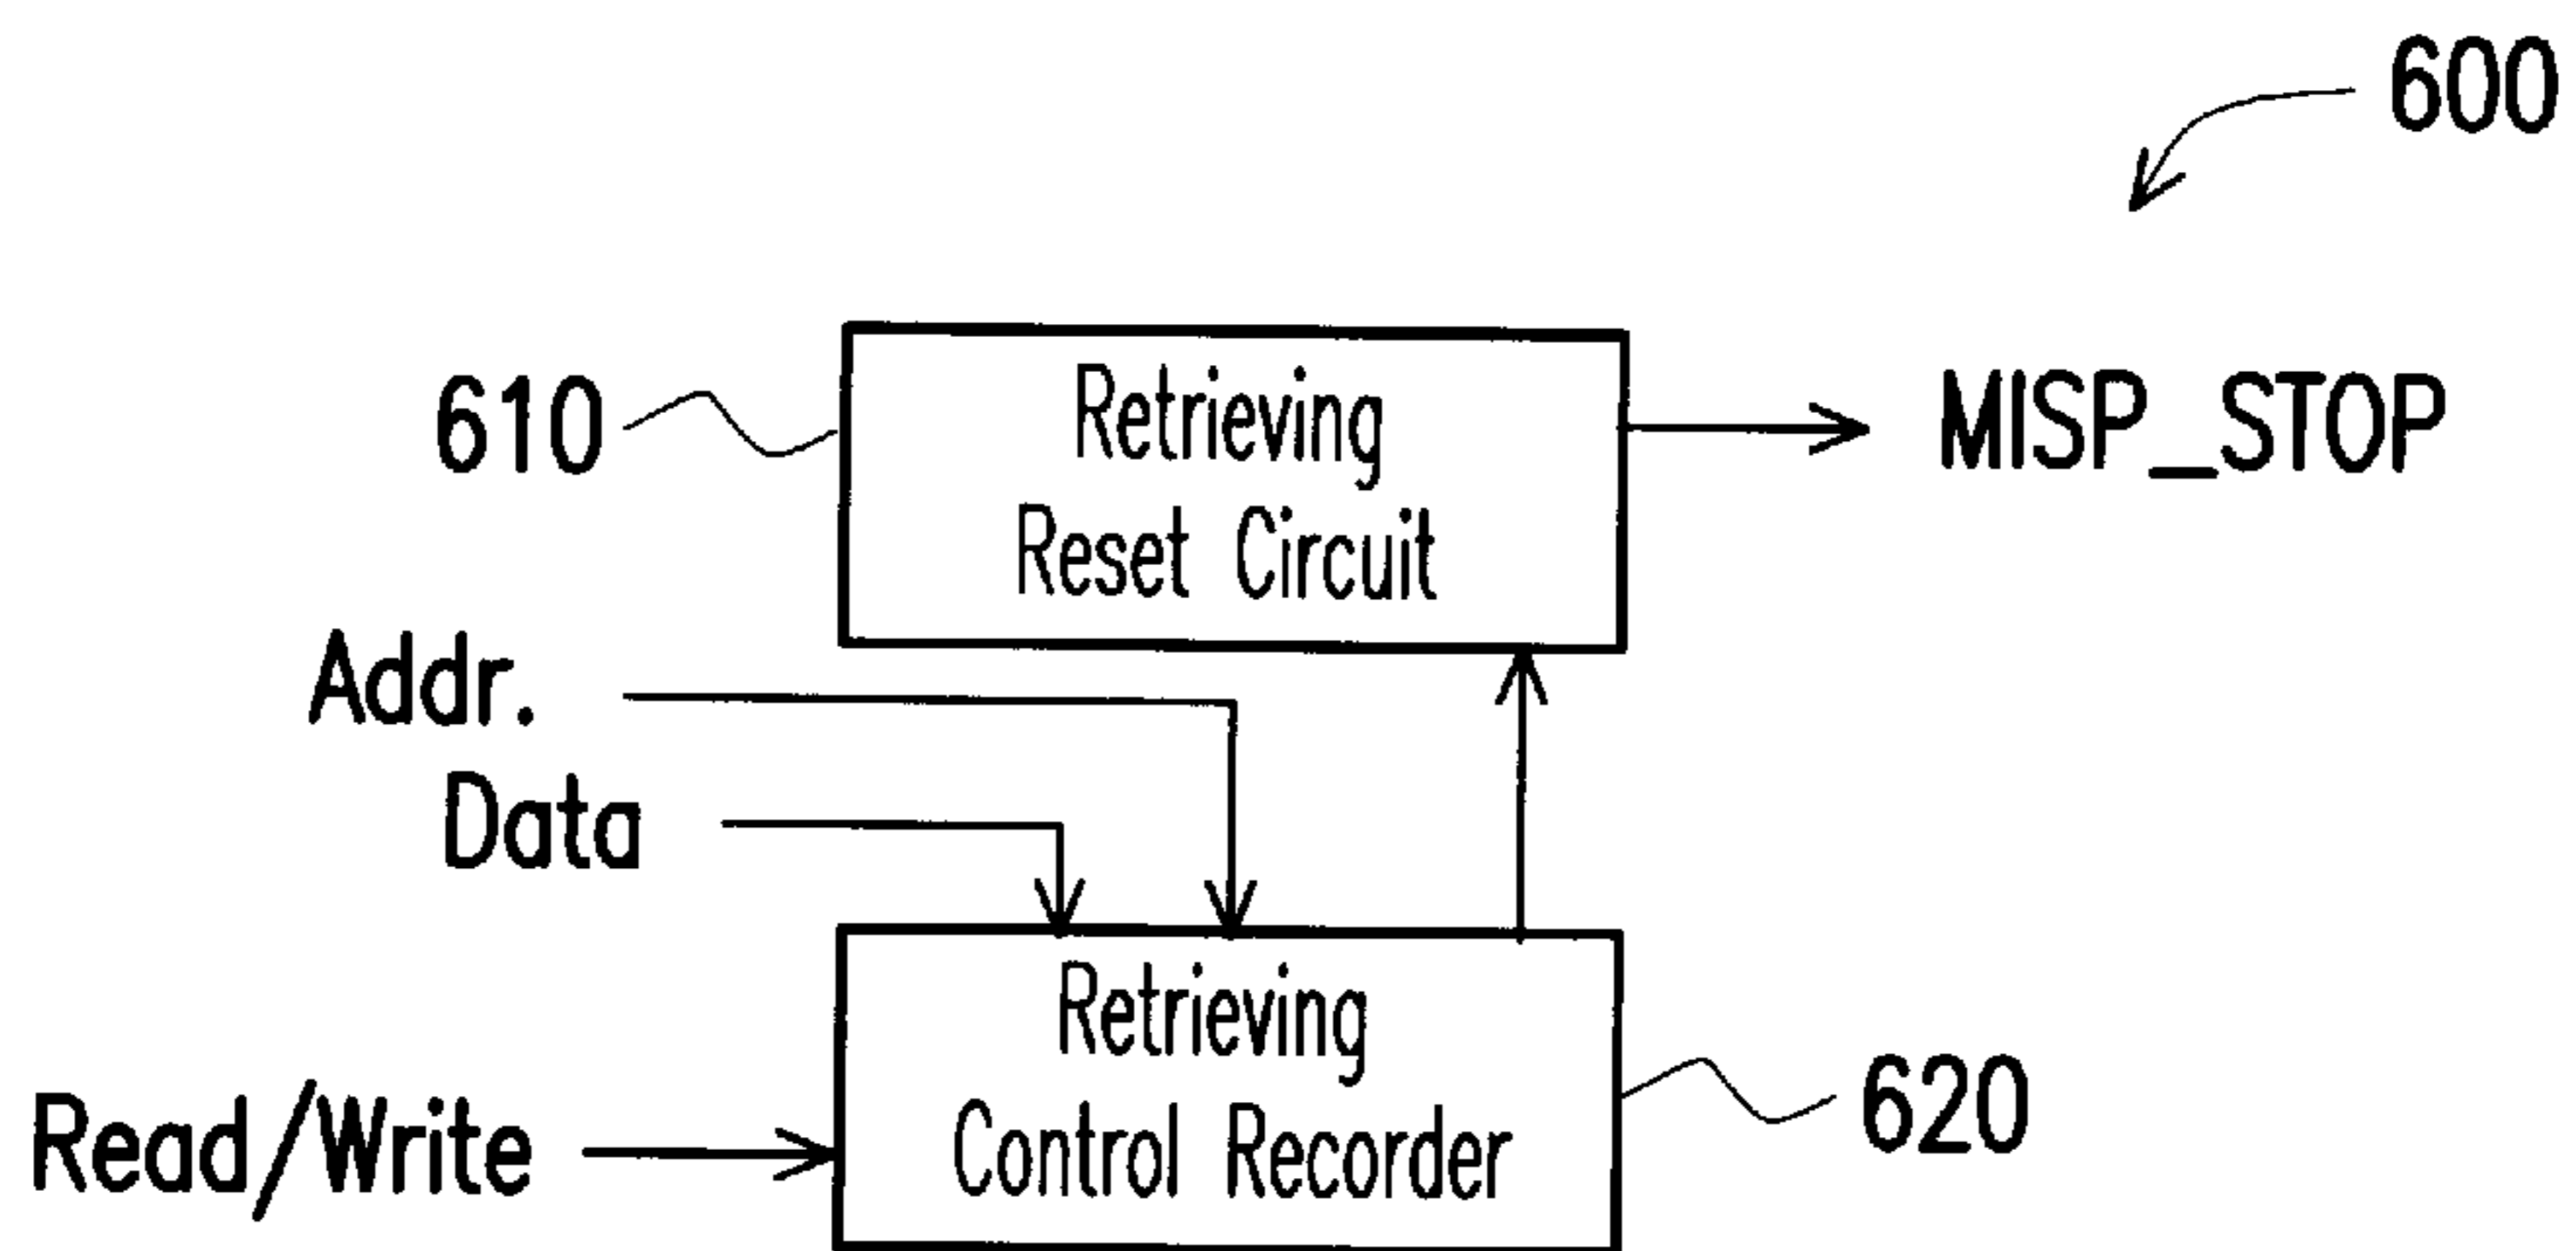 600
610
Retrieving
Reset Circuit
MISP_STOP
Addr.
Data
Retrieving
Control Recorder
Read/Write
620